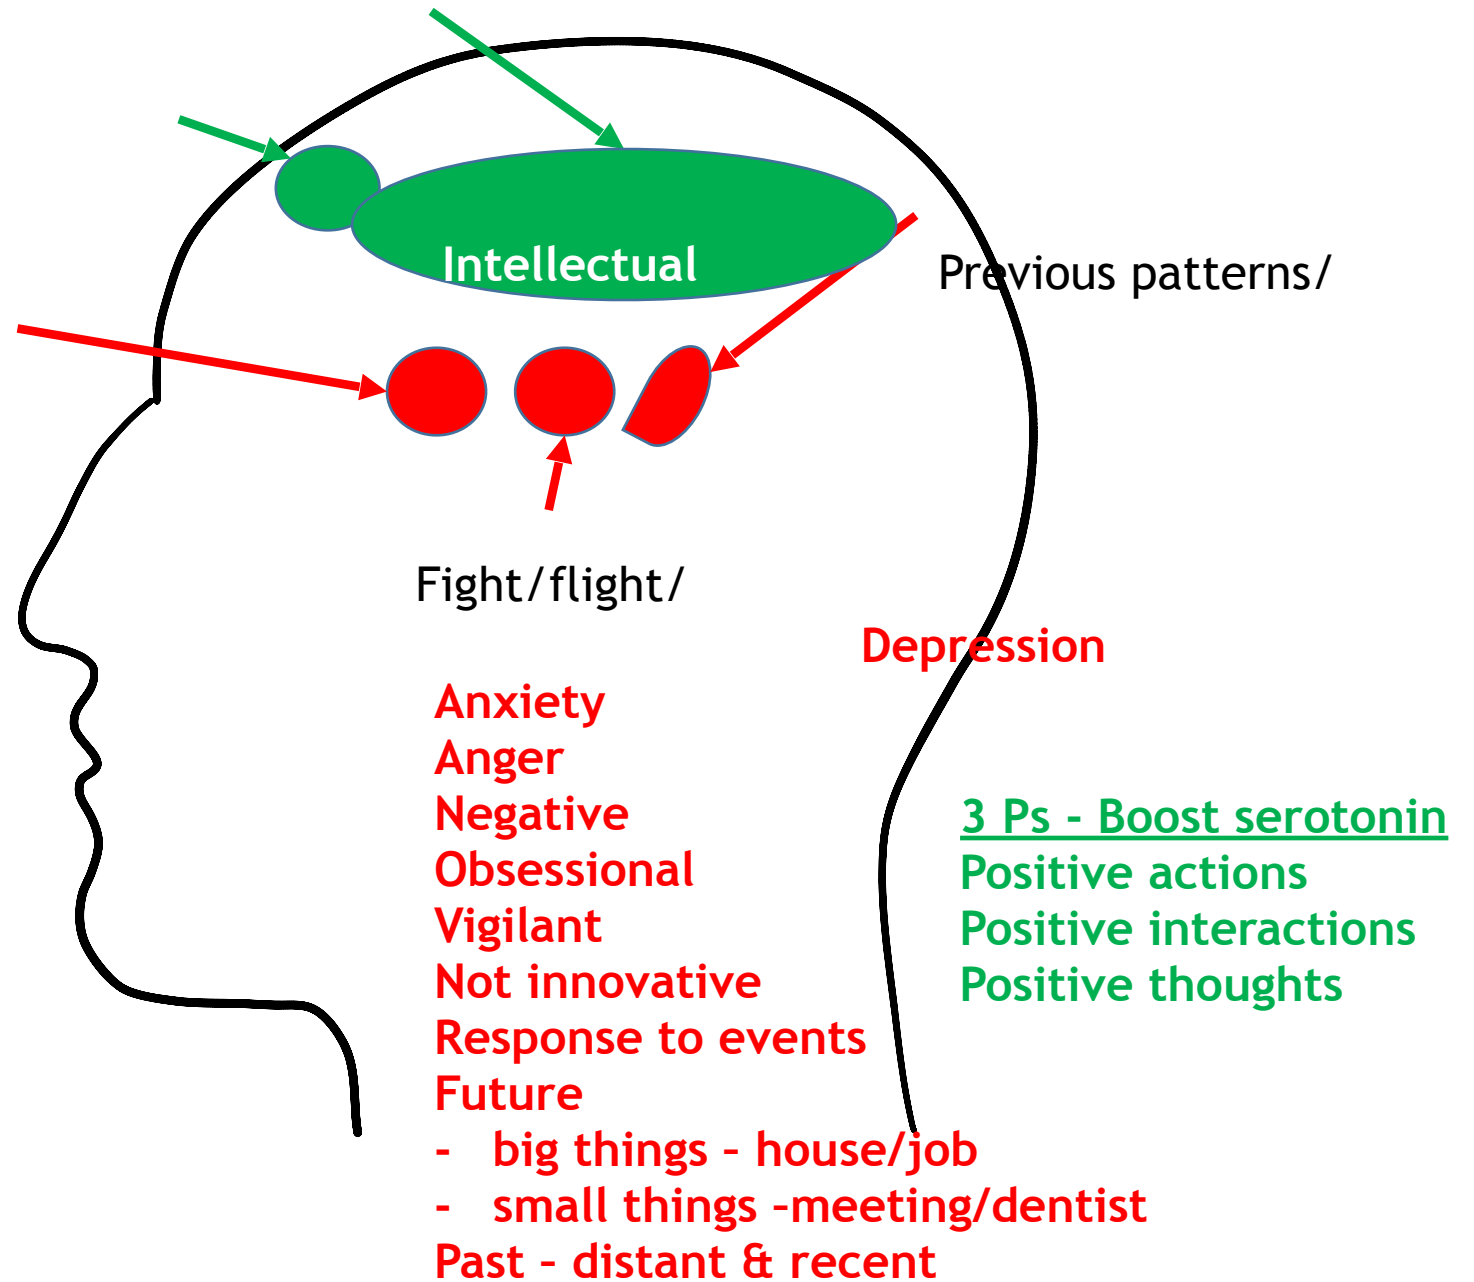 Intellectual
Previous patterns/
Fight/flight/
Depression
Anxiety
Anger
Negative
Obsessional
Vigilant
Not innovative
Response to events
Future
- big things – house/job
- small things –meeting/dentist
Past – distant & recent
3 Ps - Boost serotonin
Positive actions
Positive interactions
Positive thoughts